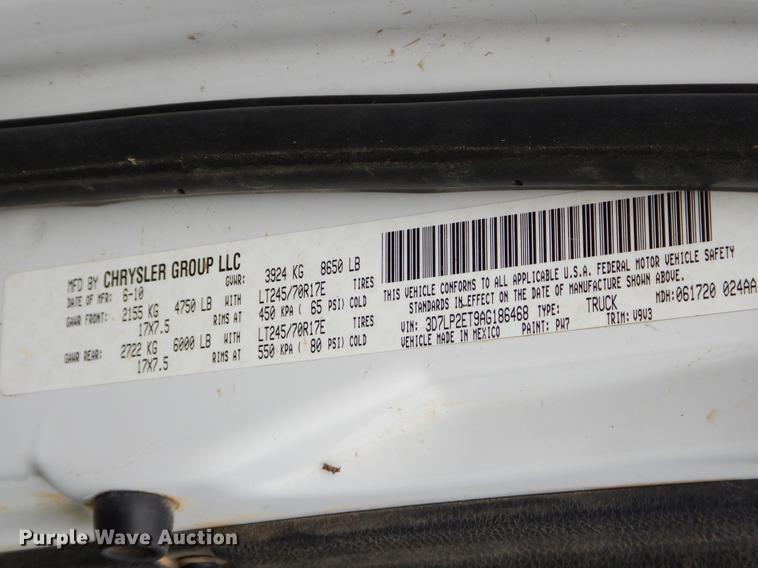 MFD BY CHRYSLER GROUP LLC
DATE OF MFR: 6-10 GVWR: 3924 KG 8650 LB
GAWR FRONT: 2155 KG 4750 LB WITH LT245/70R17E TIRES
17X7.5 RIMS AT 450 KPA ( 65 PSI) COLD
GAWR REAR: 2722 KG 6000 LB WITH LT245/70R17E TIRES
17X7.5 RIMS AT 550 KPA ( 80 PSI) COLD
THIS VEHICLE CONFORMS TO ALL APPLICABLE U.S.A. FEDERAL MOTOR VEHICLE SAFETY
STANDARDS IN EFFECT ON THE DATE OF MANUFACTURE SHOWN ABOVE.
VIN: 3D7LP2ET9AG186468 TYPE: TRUCK MDH: 061720 024AA
VEHICLE MADE IN MEXICO PAINT: PW7 TRIM: V9V3
Purple Wave Auction